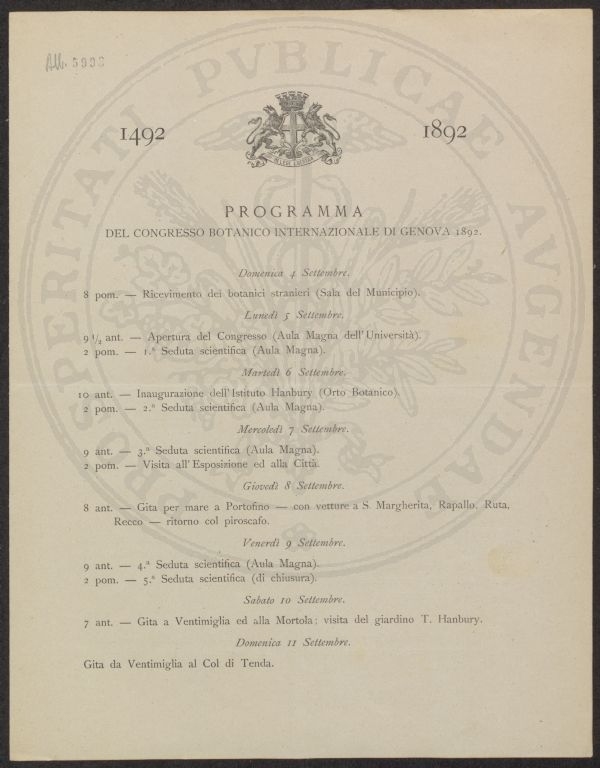 All. 5993
PROSPERITATI PVBLICAE AVGENDAE
1492
1892
PROGRAMMA
DEL CONGRESSO BOTANICO INTERNAZIONALE DI GENOVA 1892.
Domenica 4 Settembre.
8 pom. — Ricevimento dei botanici stranieri (Sala del Municipio).
Lunedì 5 Settembre.
9 1/2 ant. — Apertura del Congresso (Aula Magna dell'Università).
2 pom. — 1.ª Seduta scientifica (Aula Magna).
Martedì 6 Settembre.
10 ant. — Inaugurazione dell'Istituto Hanbury (Orto Botanico).
2 pom. — 2.ª Seduta scientifica (Aula Magna).
Mercoledì 7 Settembre.
9 ant. — 3.ª Seduta scientifica (Aula Magna).
2 pom. — Visita all'Esposizione ed alla Città.
Giovedì 8 Settembre.
8 ant. — Gita per mare a Portofino — con vetture a S. Margherita, Rapallo, Ruta,
Recco — ritorno col piroscafo.
Venerdì 9 Settembre.
9 ant. — 4.ª Seduta scientifica (Aula Magna).
2 pom. — 5.ª Seduta scientifica (di chiusura).
Sabato 10 Settembre.
7 ant. — Gita a Ventimiglia ed alla Mortola; visita del giardino T. Hanbury.
Domenica 11 Settembre.
Gita da Ventimiglia al Col di Tenda.